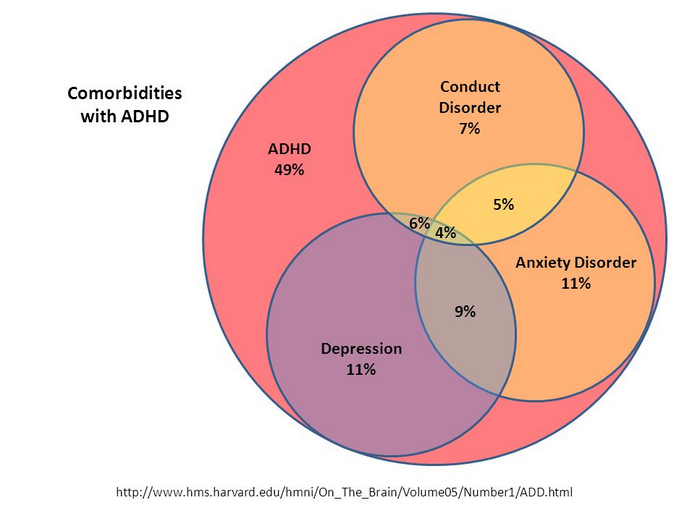 Comorbidities
with ADHD
Conduct
Disorder
7%
ADHD
49%
5%
6%
4%
Anxiety Disorder
11%
9%
Depression
11%
http://www.hms.harvard.edu/hmni/On_The_Brain/Volume05/Number1/ADD.html